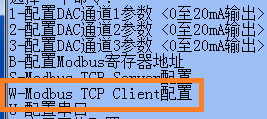 1-配置DAC通道1参数 <0至20mA输出>
2-配置DAC通道2参数 <0至20mA输出>
3-配置DAC通道3参数 <0至20mA输出>
B-配置Modbus寄存器地址
S-Modbus TCP Server配置
W-Modbus TCP Client配置